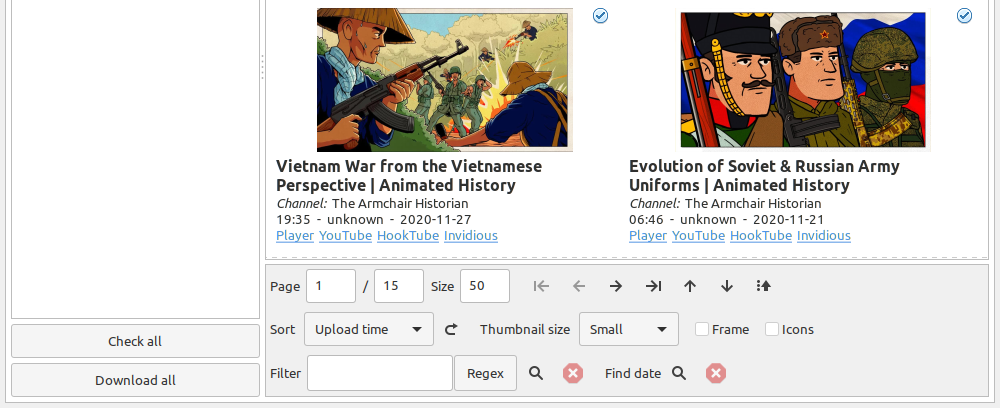 Vietnam War from the Vietnamese
Perspective | Animated History
Channel: The Armchair Historian
19:35 - unknown - 2020-11-27
Player YouTube HookTube Invidious
Evolution of Soviet & Russian Army
Uniforms | Animated History
Channel: The Armchair Historian
06:46 - unknown - 2020-11-21
Player YouTube HookTube Invidious
Check all
Download all
Page 1 / 15 Size 50
Sort Upload time Thumbnail size Small Frame Icons
Filter Regex Find date